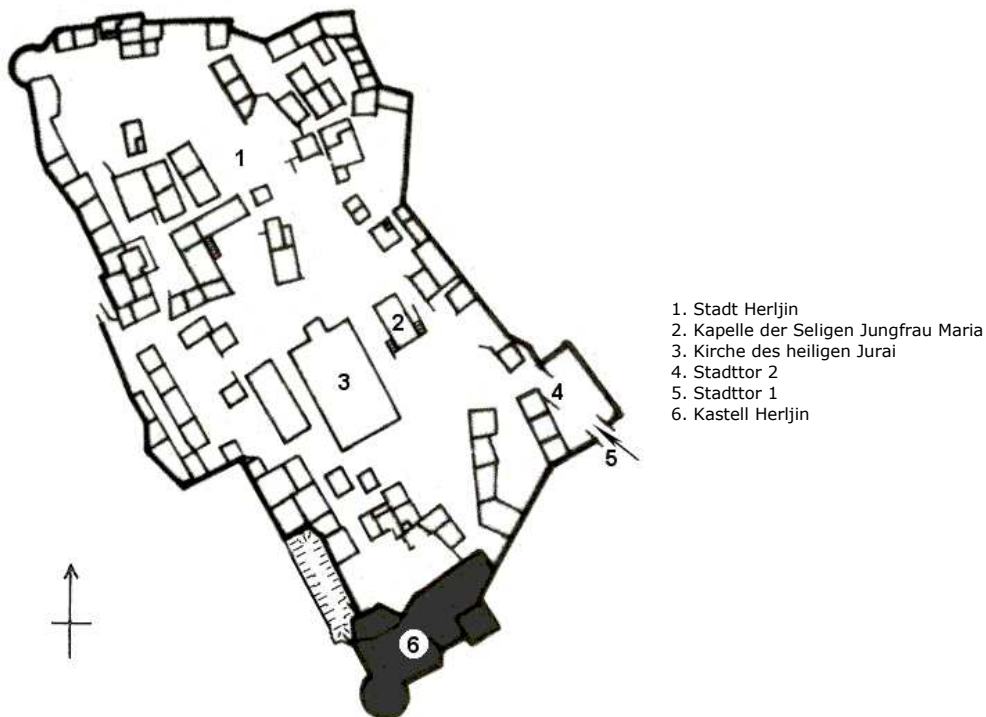 1
2
3
4
5
6
1. Stadt Herljin
2. Kapelle der Seligen Jungfrau Maria
3. Kirche des heiligen Jurai
4. Stadttor 2
5. Stadttor 1
6. Kastell Herljin